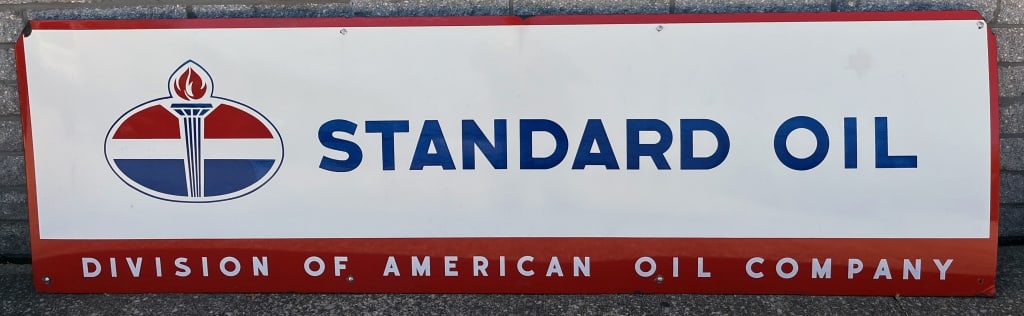 STANDARD OIL
DIVISION OF AMERICAN OIL COMPANY